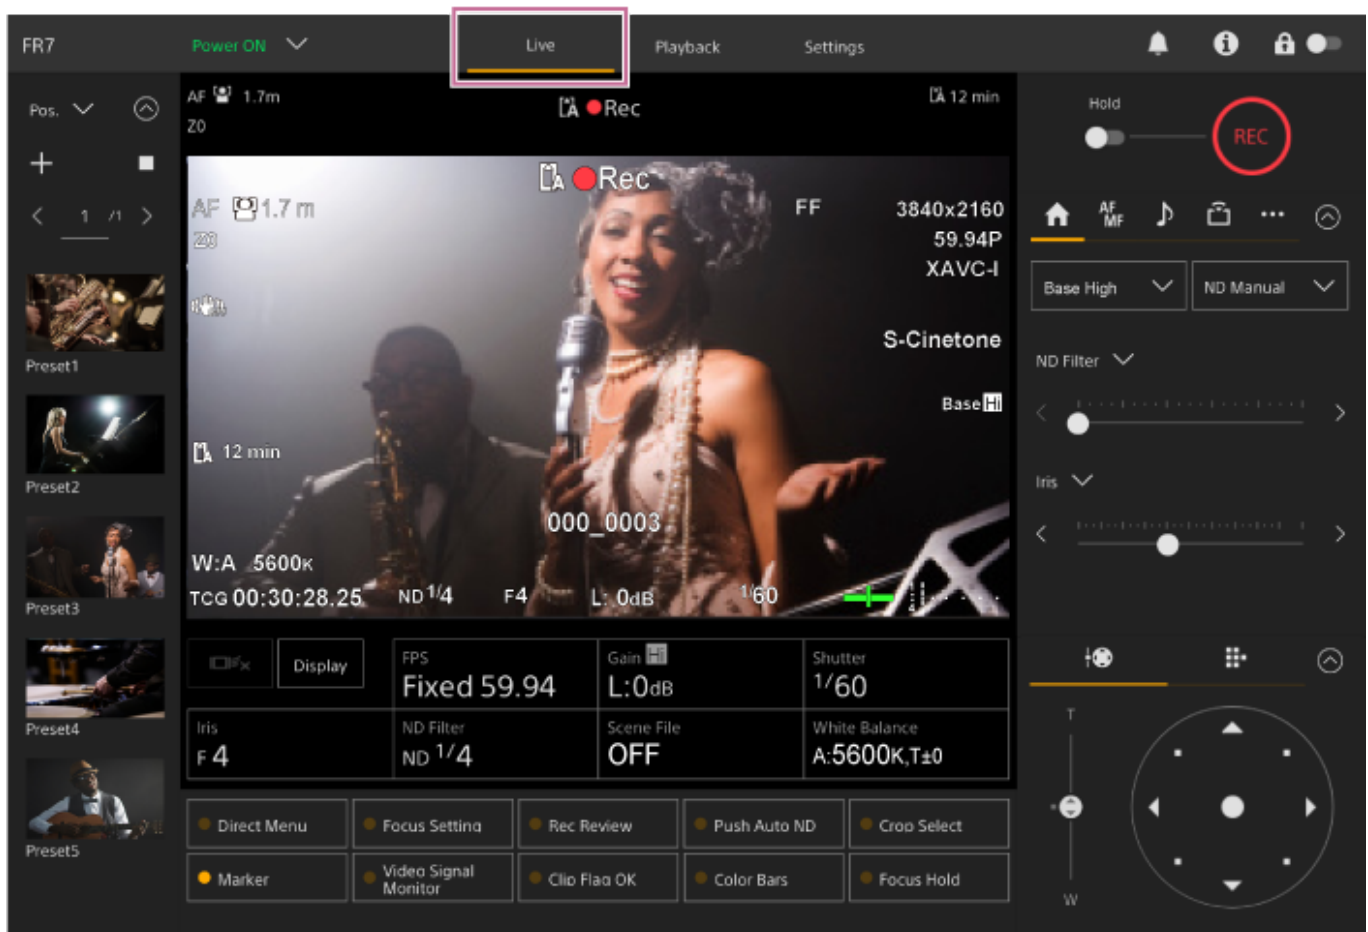 FR7
Power ON
Live
Playback
Settings
Pos.
1 /1
Preset1
Preset2
Preset3
Preset4
Preset5
AF 1.7m
Z0
A Rec
A 12 min
A Rec
AF 1.7 m
Z0
FF
3840x2160
59.94P
XAVC-I
S-Cinetone
Base Hi
A 12 min
000_0003
W:A 5600K
TCG 00:30:28.25 ND 1/4 F4 L: 0dB 1/60
Display
FPS
Fixed 59.94
Gain Hi
L:0dB
Shutter
1/60
Iris
F 4
ND Filter
ND 1/4
Scene File
OFF
White Balance
A:5600K,T±0
Direct Menu
Focus Setting
Rec Review
Push Auto ND
Crop Select
Marker
Video Signal
Monitor
Clip Flag OK
Color Bars
Focus Hold
Hold
REC
AF
MF
Base High
ND Manual
ND Filter
Iris
T
W